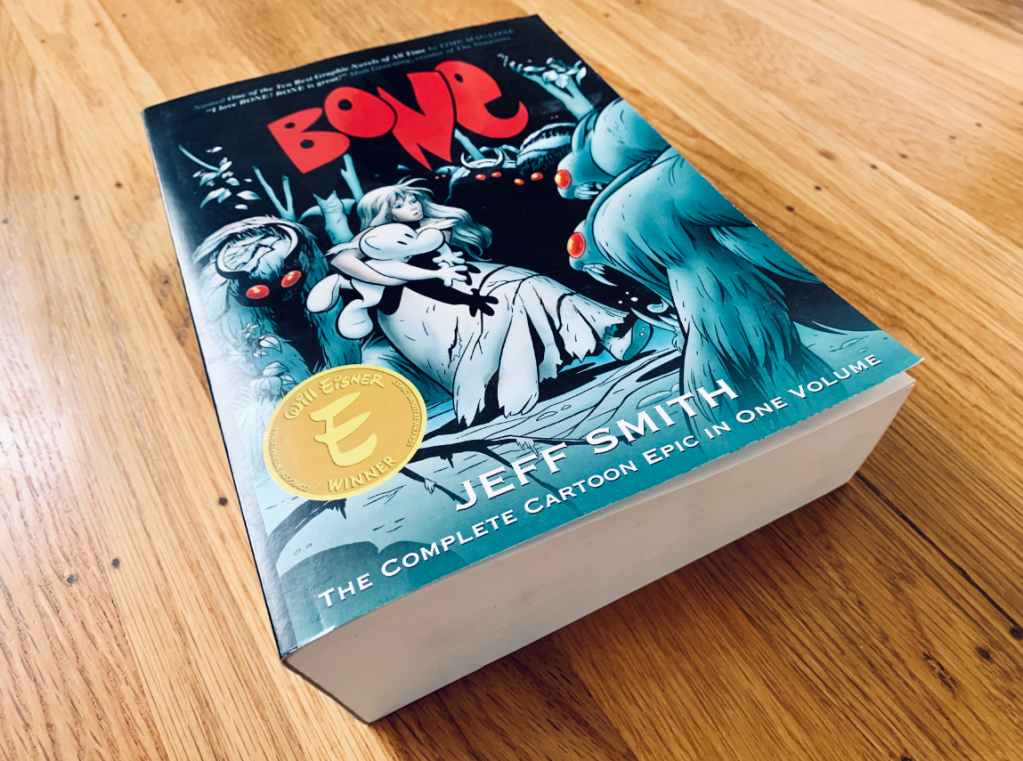 Named One of the Ten Best Graphic Novels of All Time by TIME MAGAZINE
"I love BONE! BONE is great!" Matt Groening, creator of The Simpsons
BONE
Will Eisner
E
WINNER
JEFF SMITH
THE COMPLETE CARTOON EPIC IN ONE VOLUME